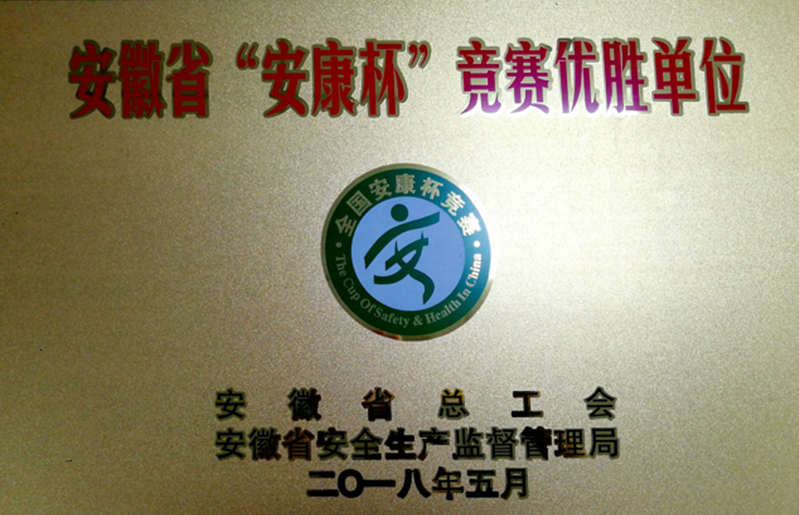 安徽省“安康杯”竞赛优胜单位
全国安康杯竞赛
安
The Cup Of Safety & Health In China
安徽省总工会
安徽省安全生产监督管理局
二〇一八年五月